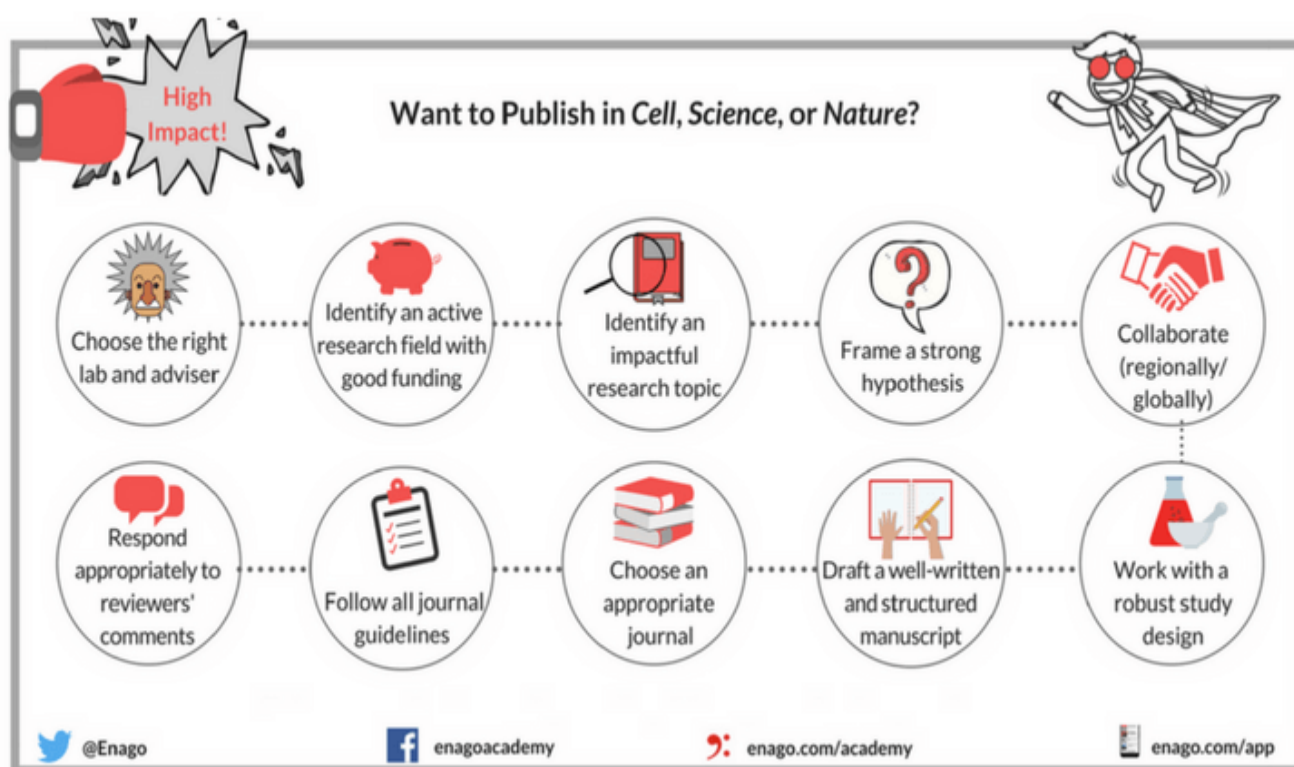 High
Impact!
Want to Publish in Cell, Science, or Nature?
Choose the right
lab and adviser
Identify an active
research field with
good funding
Identify an
impactful
research topic
Frame a strong
hypothesis
Collaborate
(regionally/
globally)
Work with a
robust study
design
Draft a well-written
and structured
manuscript
Choose an
appropriate
journal
Follow all journal
guidelines
Respond
appropriately to
reviewers'
comments
@Enago
enagoacademy
enago.com/academy
enago.com/app